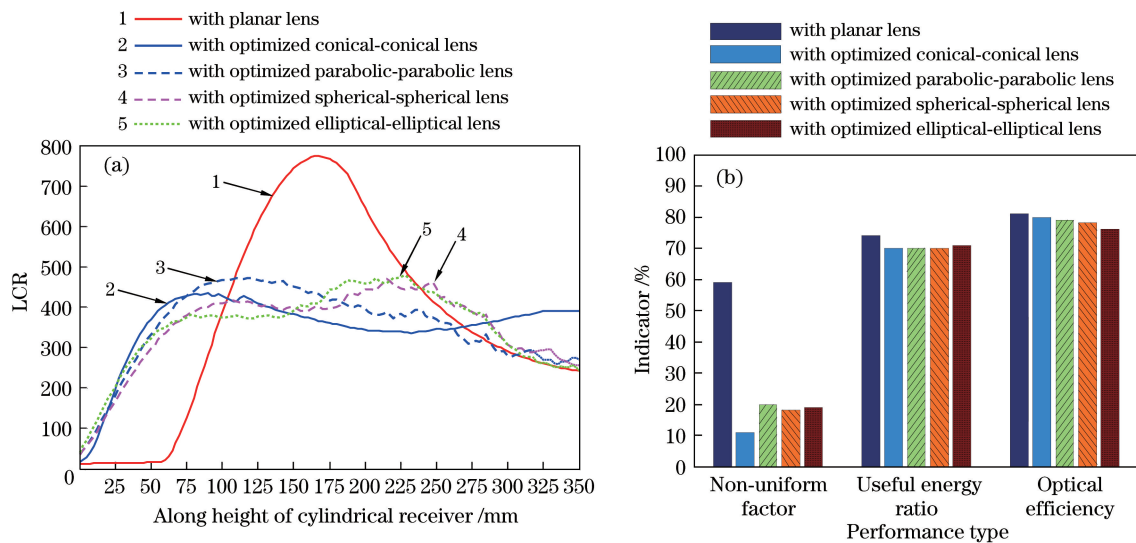 1 with planar lens
2 with optimized conical-conical lens
3 with optimized parabolic-parabolic lens
4 with optimized spherical-spherical lens
5 with optimized elliptical-elliptical lens
(a)
LCR
800
700
600
500
400
300
200
100
0
1
2
3
5
4
25 50 75 100 125 150 175 200 225 250 275 300 325 350
Along height of cylindrical receiver /mm
with planar lens
with optimized conical-conical lens
with optimized parabolic-parabolic lens
with optimized spherical-spherical lens
with optimized elliptical-elliptical lens
(b)
Indicator /%
100
90
80
70
60
50
40
30
20
10
0
Non-uniform factor
Useful energy ratio
Optical efficiency
Performance type